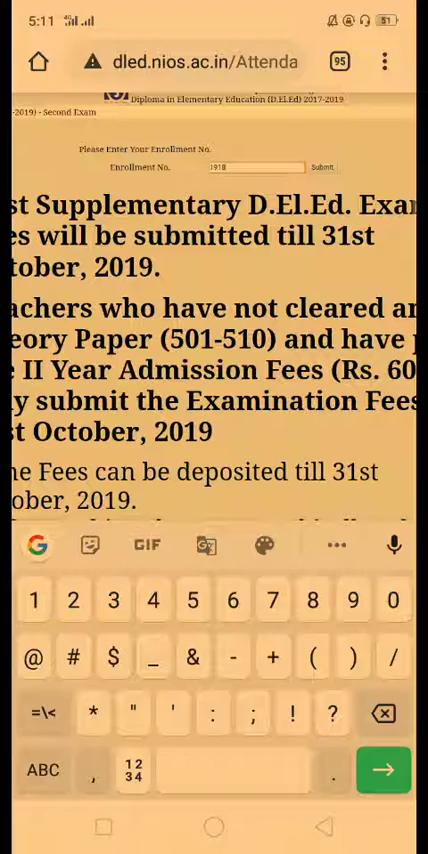 5:11
51
dled.nios.ac.in/Attenda
95
Diploma in Elementary Education (D.El.Ed) 2017-2019
-2019) - Second Exam
Please Enter Your Enrollment No.
Enrollment No. 1918 Submit
st Supplementary D.El.Ed. Exa
es will be submitted till 31st
tober, 2019.
achers who have not cleared a
eory Paper (501-510) and have
II Year Admission Fees (Rs. 60
y submit the Examination Fees
st October, 2019
he Fees can be deposited till 31st
ober, 2019.
G GIF ...
1 2 3 4 5 6 7 8 9 0
@ # $ _ & - + ( ) /
=\< * " ' : ; ! ?
ABC , 12 34 .